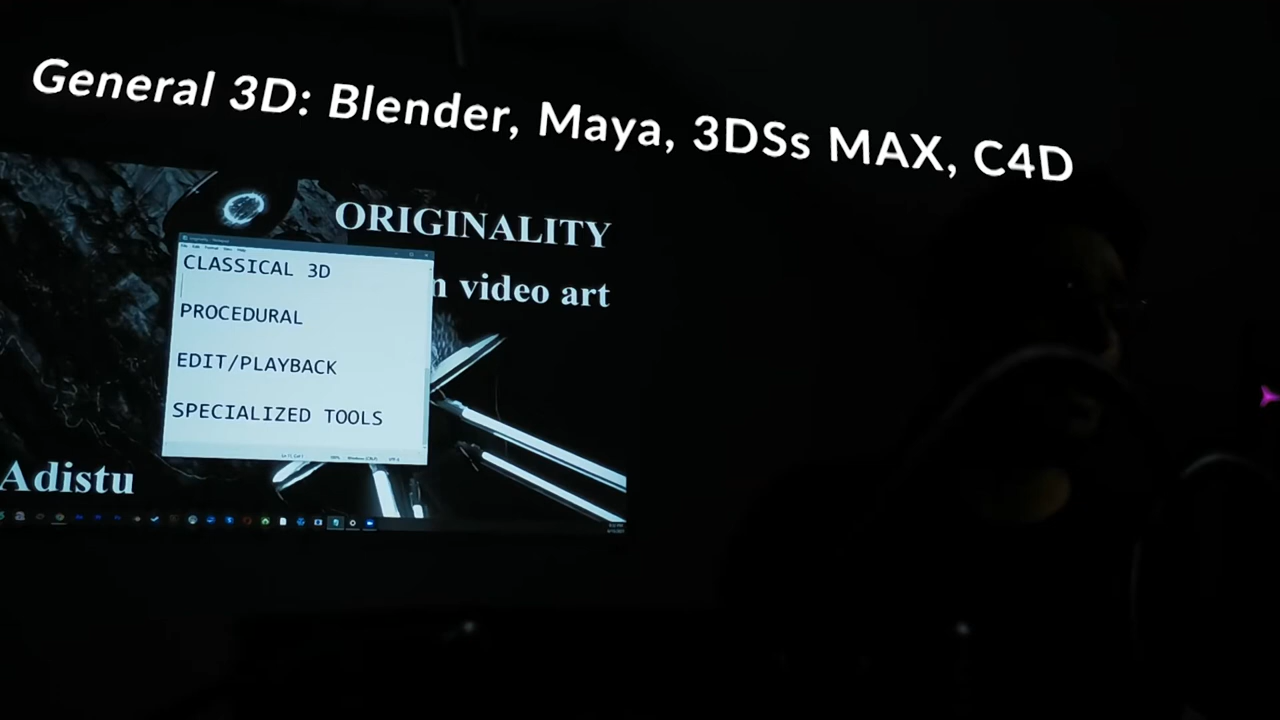 General 3D: Blender, Maya, 3DSs MAX, C4D
ORIGINALITY
CLASSICAL 3D
video art
PROCEDURAL
EDIT/PLAYBACK
SPECIALIZED TOOLS
Adistu